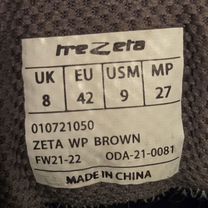 TreZeta
UK EU USM MP
8 42 9 27
010721050
ZETA WP BROWN
FW21-22 ODA-21-0081
MADE IN CHINA